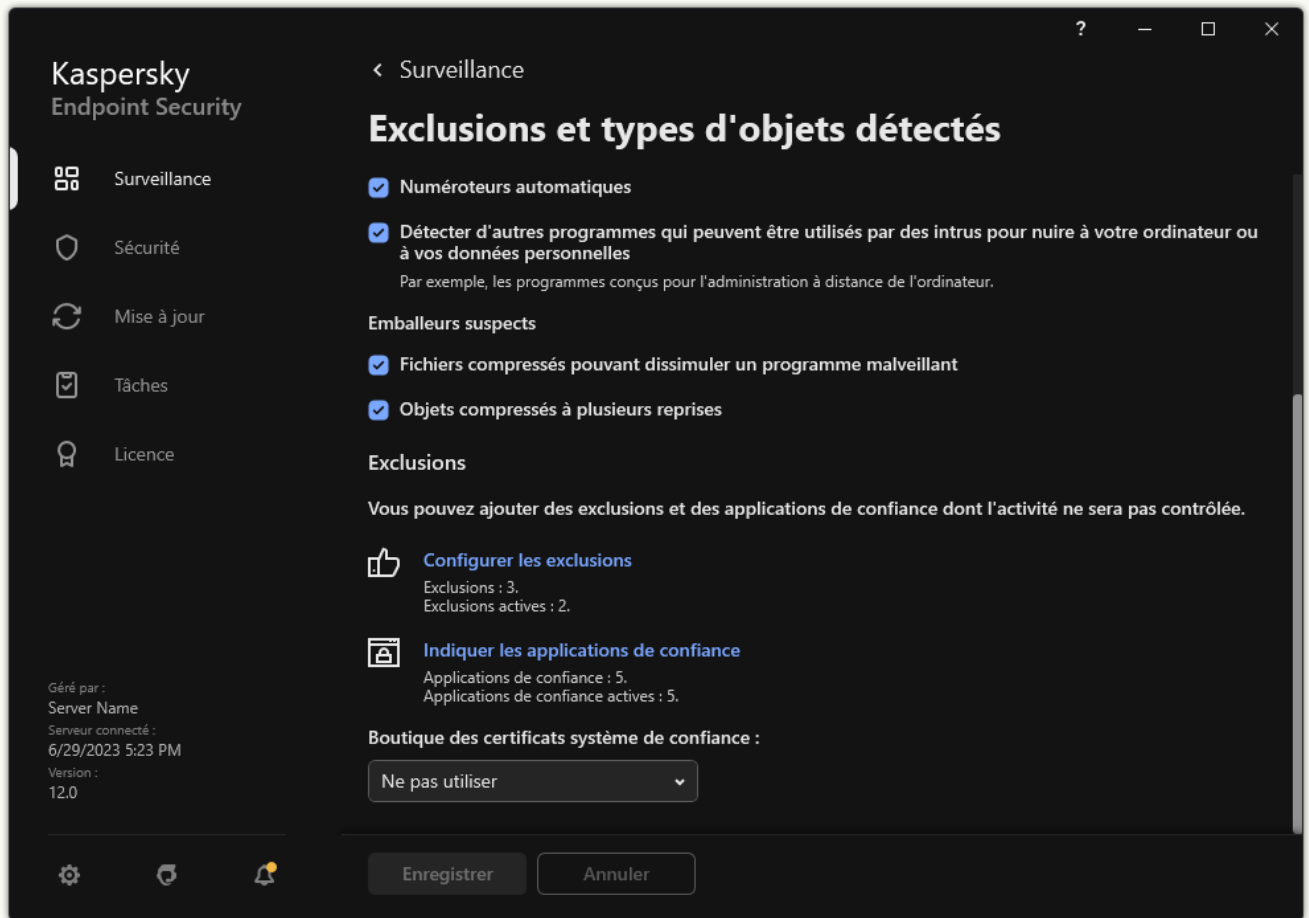 ?
Kaspersky
Endpoint Security
Surveillance
Sécurité
Mise à jour
Tâches
Licence
Géré par :
Server Name
Serveur connecté :
6/29/2023 5:23 PM
Version :
12.0
Surveillance
Exclusions et types d'objets détectés
Numéroteurs automatiques
Détecter d'autres programmes qui peuvent être utilisés par des intrus pour nuire à votre ordinateur ou
à vos données personnelles
Par exemple, les programmes conçus pour l'administration à distance de l'ordinateur.
Emballeurs suspects
Fichiers compressés pouvant dissimuler un programme malveillant
Objets compressés à plusieurs reprises
Exclusions
Vous pouvez ajouter des exclusions et des applications de confiance dont l'activité ne sera pas contrôlée.
Configurer les exclusions
Exclusions : 3.
Exclusions actives : 2.
Indiquer les applications de confiance
Applications de confiance : 5.
Applications de confiance actives : 5.
Boutique des certificats système de confiance :
Ne pas utiliser
Enregistrer
Annuler